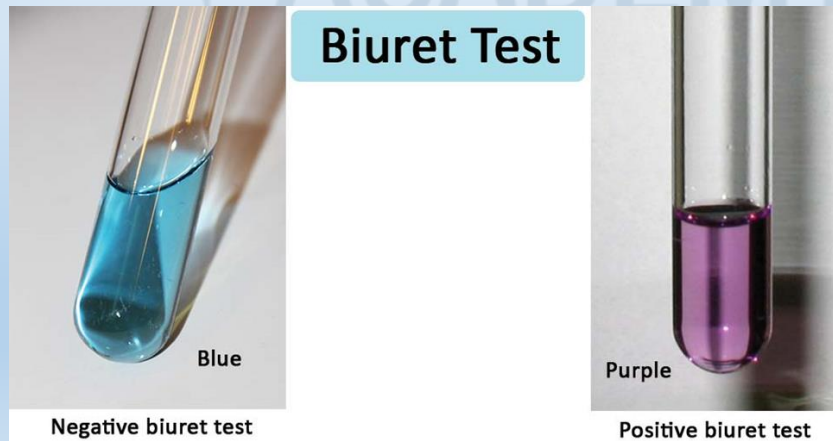 Biuret Test
Blue
Purple
Negative biuret test
Positive biuret test